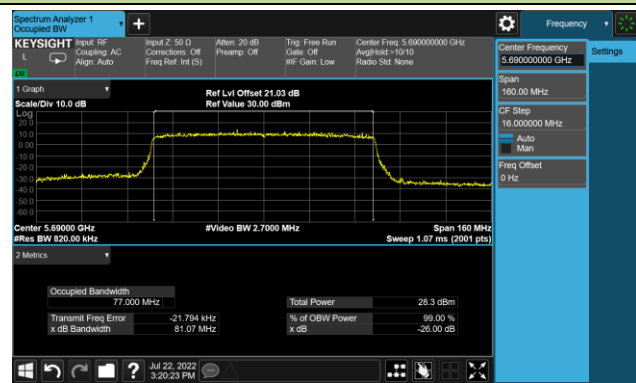 Spectrum Analyzer 1
Occupied BW
Frequency
KEYSIGHT
L
LW
Input: RF
Coupling: AC
Align: Auto
Input Z: 50 Ω
Corrections: Off
Freq Ref: Int (S)
Atten: 20 dB
Preamp: Off
Trig: Free Run
Gate: Off
#IF Gain: Low
Center Freq: 5.690000000 GHz
Avg|Hold:>10/10
Radio Std: None
Center Frequency
5.690000000 GHz
Settings
Span
160.00 MHz
CF Step
16.000000 MHz
Auto
Man
Freq Offset
0 Hz
1 Graph
Scale/Div 10.0 dB
Ref Lvl Offset 21.03 dB
Ref Value 30.00 dBm
Log
20.0
10.0
0.00
-10.0
-20.0
-30.0
-40.0
-50.0
-60.0
Center 5.69000 GHz
#Res BW 820.00 kHz
#Video BW 2.7000 MHz
Span 160 MHz
Sweep 1.07 ms (2001 pts)
2 Metrics
Occupied Bandwidth
77.000 MHz
Total Power 28.3 dBm
Transmit Freq Error -21.794 kHz
% of OBW Power 99.00 %
x dB Bandwidth 81.07 MHz
x dB -26.00 dB
?
Jul 22, 2022
3:20:23 PM